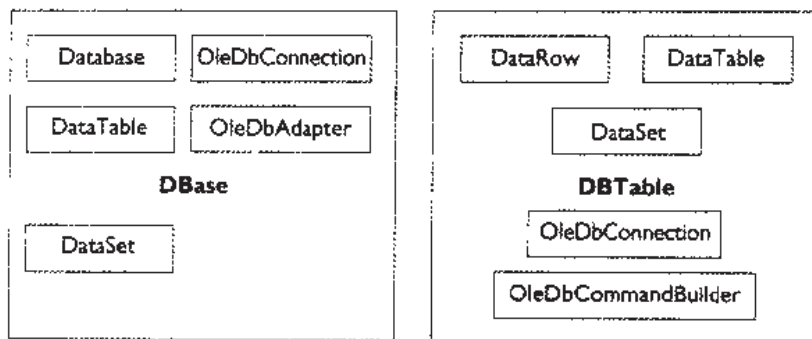 Database OleDbConnection
DataTable OleDbAdapter
DBase
DataSet
DataRow DataTable
DataSet
DBTable
OleDbConnection
OleDbCommandBuilder